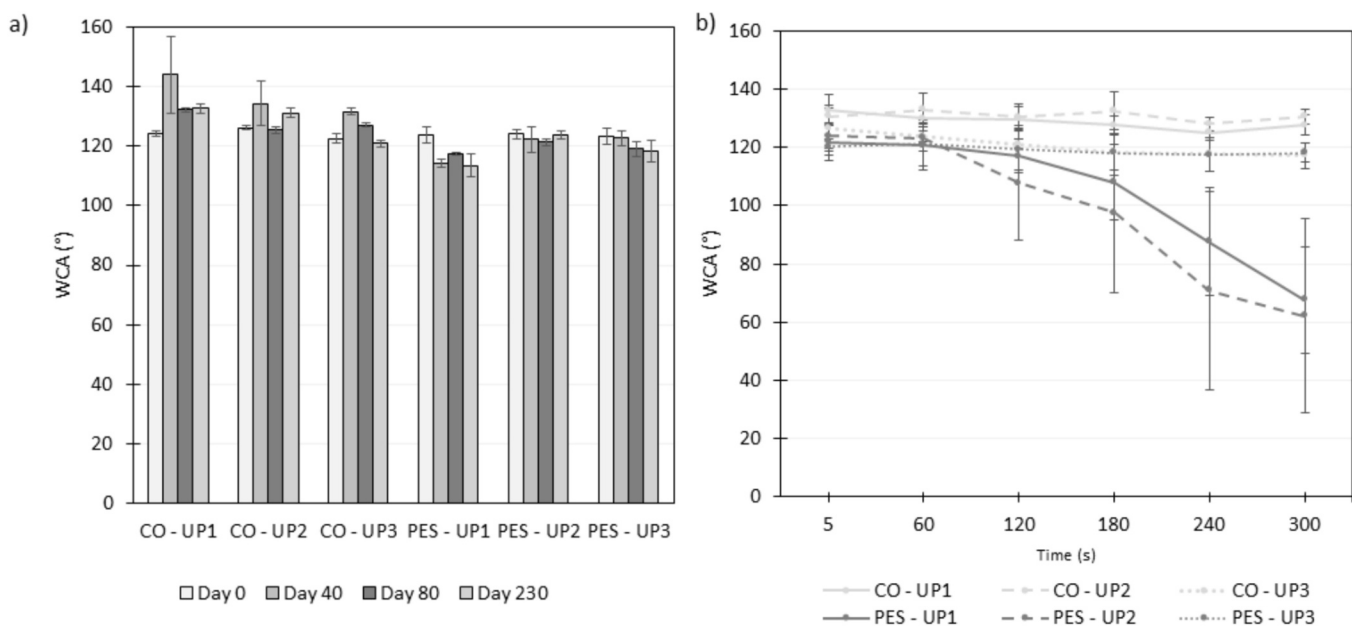 a)
160
140
120
100
80
60
40
20
0
WCA (°)
CO - UP1 CO - UP2 CO - UP3 PES - UP1 PES - UP2 PES - UP3
Day 0 Day 40 Day 80 Day 230
b)
160
140
120
100
80
60
40
20
0
WCA (°)
5 60 120 180 240 300
Time (s)
CO - UP1 CO - UP2 CO - UP3
PES - UP1 PES - UP2 PES - UP3